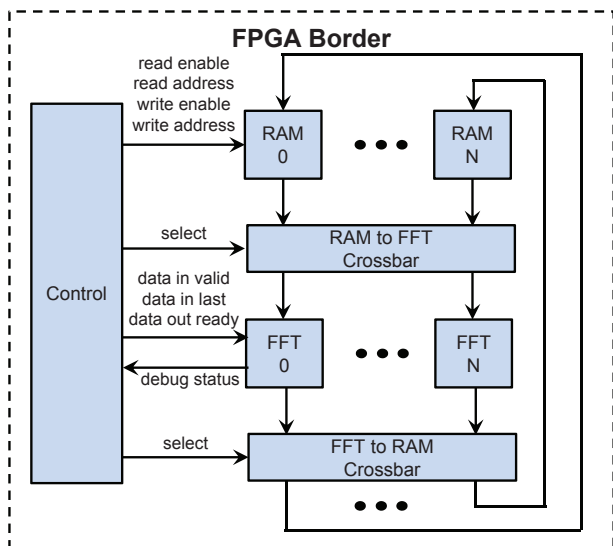 FPGA Border
read enable
read address
write enable
write address
RAM
0
RAM
N
select
RAM to FFT
Crossbar
Control
data in valid
data in last
data out ready
FFT
0
FFT
N
debug status
select
FFT to RAM
Crossbar